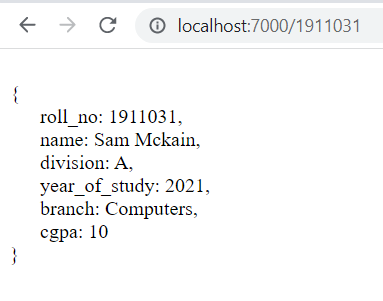 localhost:7000/1911031
{
roll_no: 1911031,
name: Sam Mckain,
division: A,
year_of_study: 2021,
branch: Computers,
cgpa: 10
}